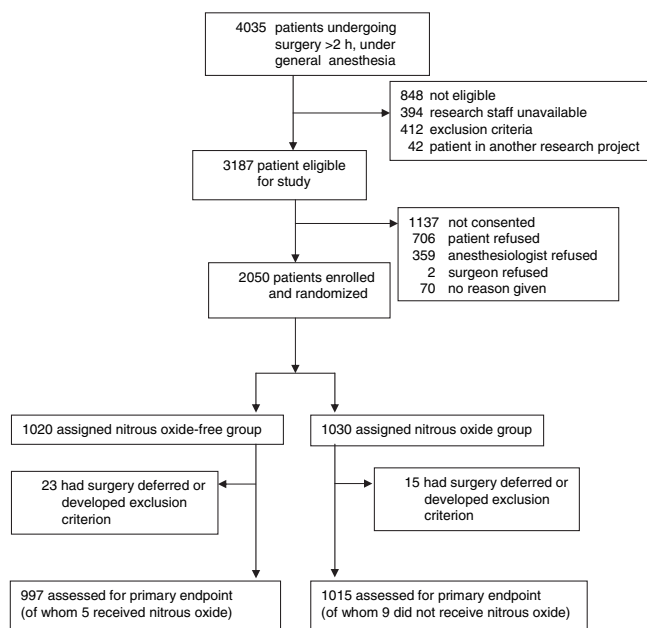 4035 patients undergoing
surgery >2 h, under
general anesthesia
848 not eligible
394 research staff unavailable
412 exclusion criteria
42 patient in another research project
3187 patient eligible
for study
1137 not consented
706 patient refused
359 anesthesiologist refused
2 surgeon refused
70 no reason given
2050 patients enrolled
and randomized
1020 assigned nitrous oxide-free group
1030 assigned nitrous oxide group
23 had surgery deferred or
developed exclusion
criterion
15 had surgery deferred or
developed exclusion
criterion
997 assessed for primary endpoint
(of whom 5 received nitrous oxide)
1015 assessed for primary endpoint
(of whom 9 did not receive nitrous oxide)